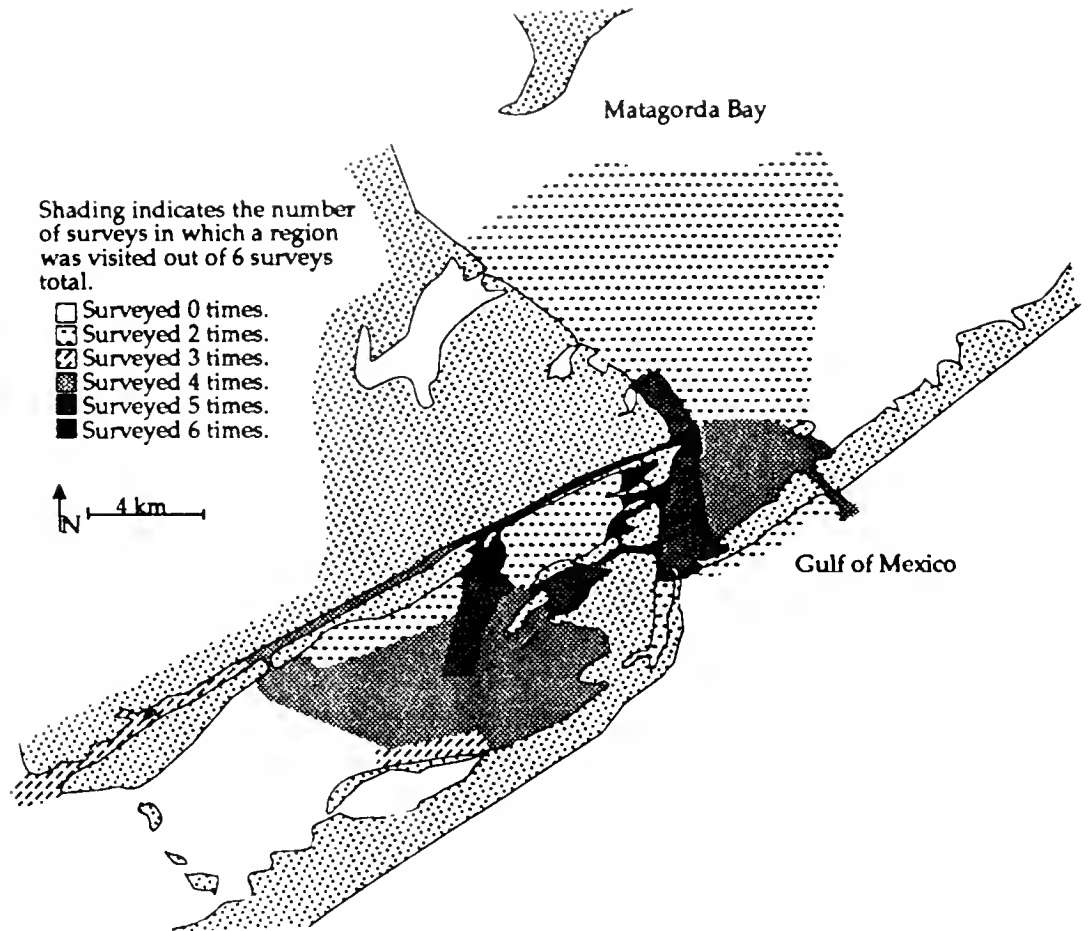 Matagorda Bay
Shading indicates the number
of surveys in which a region
was visited out of 6 surveys
total.
Surveyed 0 times.
Surveyed 2 times.
Surveyed 3 times.
Surveyed 4 times.
Surveyed 5 times.
Surveyed 6 times.
N
4 km
Gulf of Mexico